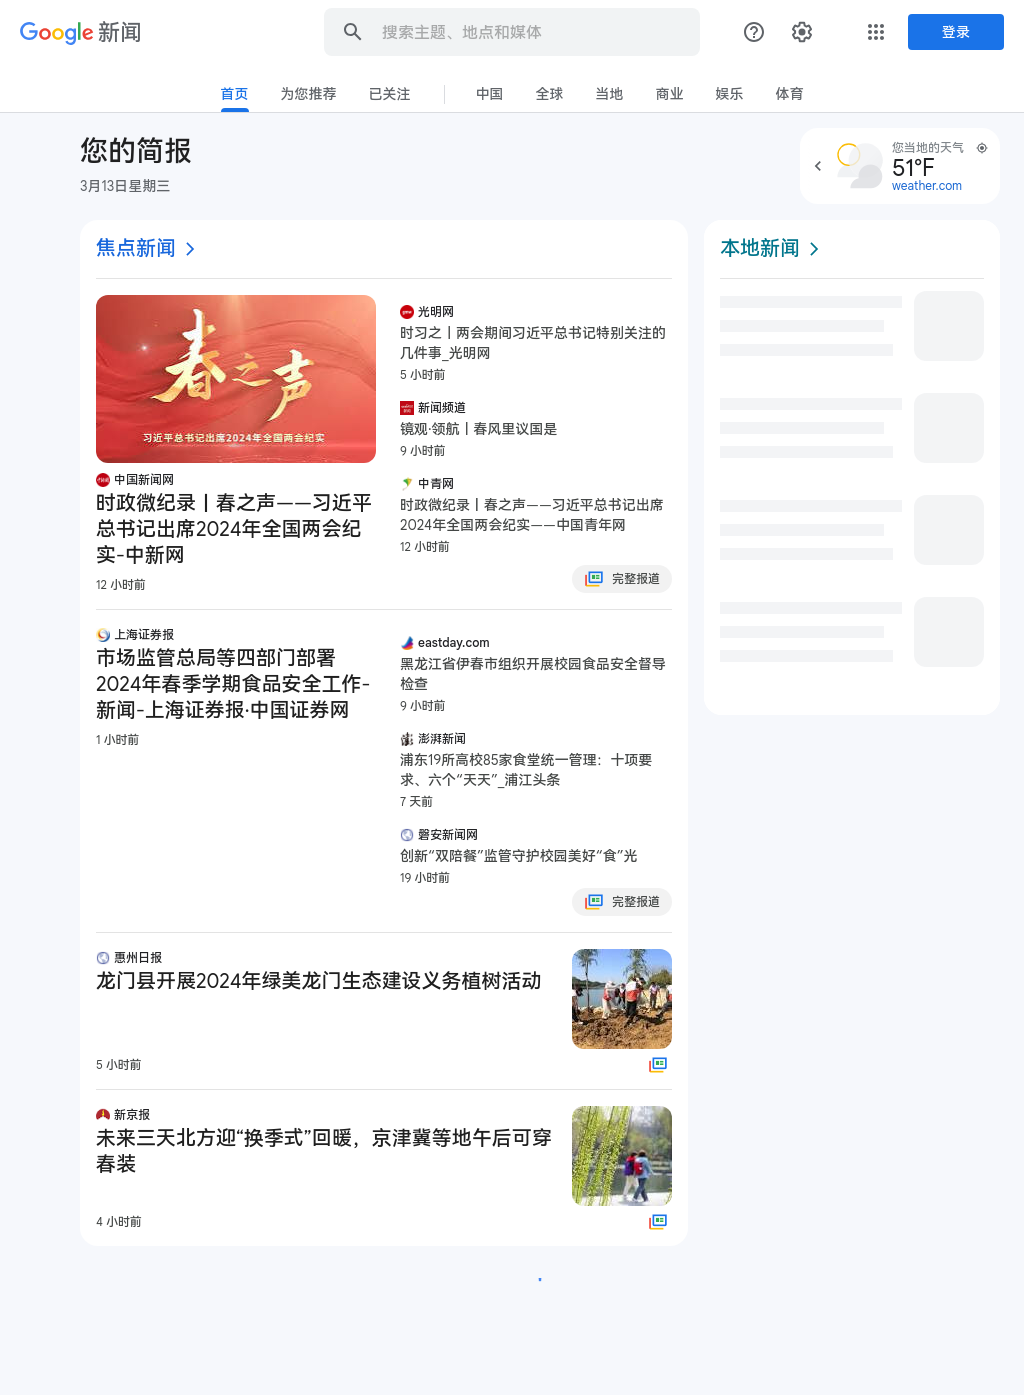 Google 新闻
搜索主题、地点和媒体
登录
首页
为您推荐
已关注
中国
全球
当地
商业
娱乐
体育
您的简报
3月13日星期三
您当地的天气
51°F
weather.com
焦点新闻
春之声
习近平总书记出席2024年全国两会纪实
中国新闻网
时政微纪录丨春之声——习近平
总书记出席2024年全国两会纪
实-中新网
12 小时前
光明网
时习之丨两会期间习近平总书记特别关注的
几件事_光明网
5 小时前
新闻频道
镜观·领航丨春风里议国是
9 小时前
中青网
时政微纪录丨春之声——习近平总书记出席
2024年全国两会纪实——中国青年网
12 小时前
完整报道
上海证券报
市场监管总局等四部门部署
2024年春季学期食品安全工作-
新闻-上海证券报·中国证券网
1 小时前
eastday.com
黑龙江省伊春市组织开展校园食品安全督导
检查
9 小时前
澎湃新闻
浦东19所高校85家食堂统一管理：十项要
求、六个“天天”_浦江头条
7 天前
磐安新闻网
创新“双陪餐”监管守护校园美好“食”光
19 小时前
完整报道
惠州日报
龙门县开展2024年绿美龙门生态建设义务植树活动
5 小时前
新京报
未来三天北方迎“换季式”回暖，京津冀等地午后可穿
春装
4 小时前
本地新闻